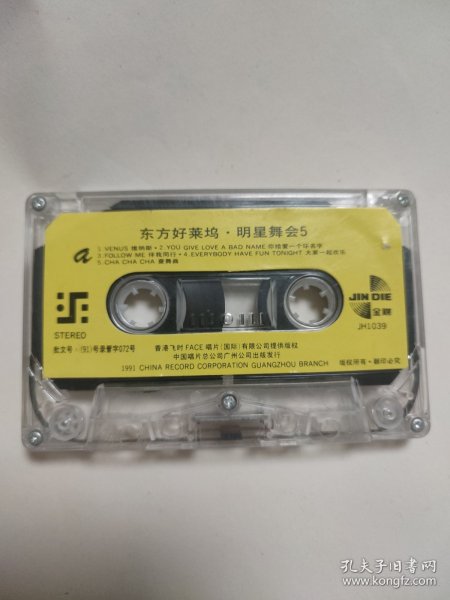 东方好莱坞·明星舞会5
a
1. VENUS 维纳斯·2. YOU GIVE LOVE A BAD NAME 你给爱一个坏名字
3. FOLLOW ME 伴我同行·4. EVERYBODY HAVE FUN TONIGHT 大家一起欢乐
5. CHA CHA CHA 查舞曲
JIN DIE
金碟
JH1039
STEREO
批文号·(91)号录管字072号
香港飞时FACE唱片(国际)有限公司提供版权
中国唱片总公司广州公司出版发行
1991 CHINA RECORD CORPORATION GUANGZHOU BRANCH
版权所有·翻印必究
孔夫子旧书网
www.kongfz.com